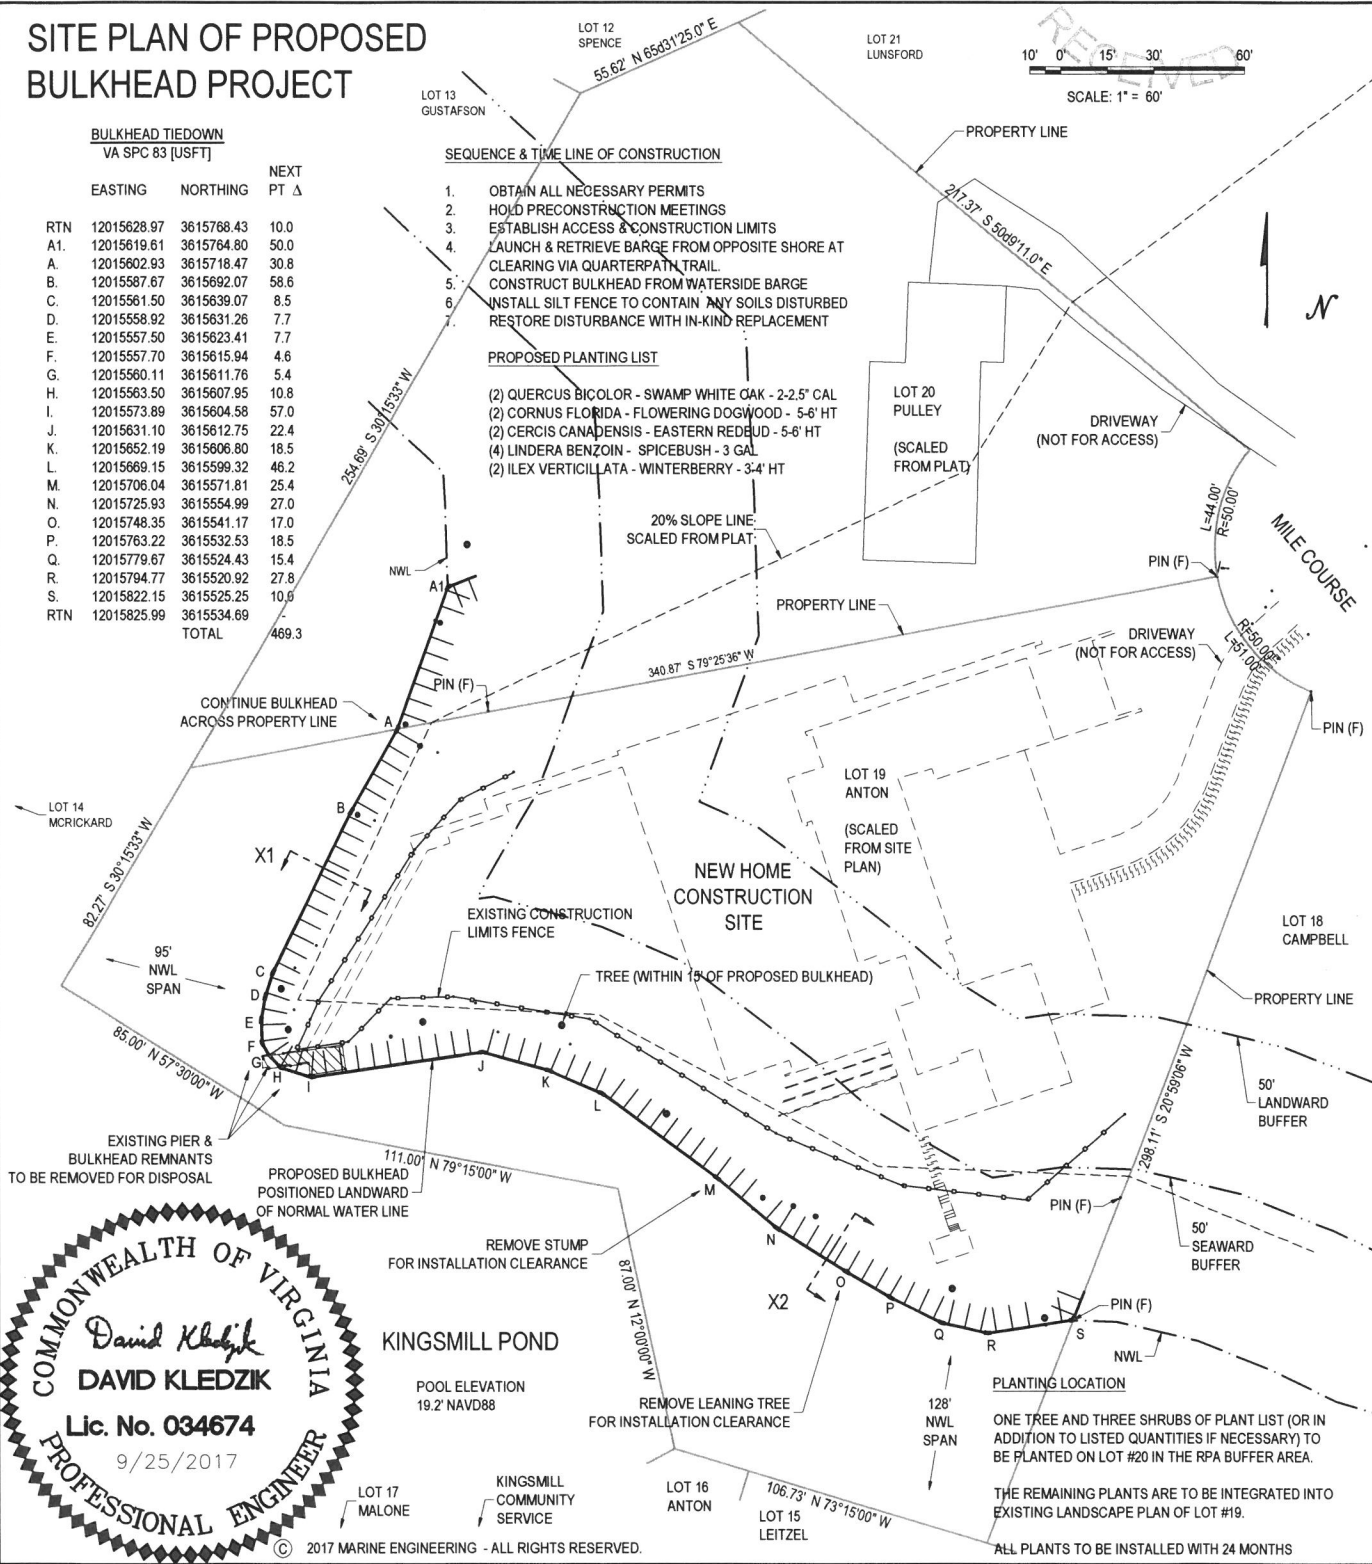 SITE PLAN OF PROPOSED
BULKHEAD PROJECT
BULKHEAD TIEDOWN
VA SPC 83 [USFT]
NEXT
EASTING NORTHING PT Δ
RTN 12015628.97 3615768.43 10.0
A1. 12015619.61 3615764.80 50.0
A. 12015602.93 3615718.47 30.8
B. 12015587.67 3615692.07 58.6
C. 12015561.50 3615639.07 8.5
D. 12015558.92 3615631.26 7.7
E. 12015557.50 3615623.41 7.7
F. 12015557.70 3615615.94 4.6
G. 12015560.11 3615611.76 5.4
H. 12015563.50 3615607.95 10.8
I. 12015573.89 3615604.58 57.0
J. 12015631.10 3615612.75 22.4
K. 12015652.19 3615606.80 18.5
L. 12015669.15 3615599.32 46.2
M. 12015706.04 3615571.81 25.4
N. 12015725.93 3615554.99 27.0
O. 12015748.35 3615541.17 17.0
P. 12015763.22 3615532.53 18.5
Q. 12015779.67 3615524.43 15.4
R. 12015794.77 3615520.92 27.8
S. 12015822.15 3615525.25 10.0
RTN 12015825.99 3615534.69 -
TOTAL 469.3
LOT 12
SPENCE
55.62' N 65d31'25.0" E
LOT 13
GUSTAFSON
LOT 21
LUNSFORD
RECEIVED
10' 0' 15' 30' 60'
SCALE: 1" = 60'
PROPERTY LINE
217.37' S 50d9'11.0" E
N
SEQUENCE & TIME LINE OF CONSTRUCTION
1. OBTAIN ALL NECESSARY PERMITS
2. HOLD PRECONSTRUCTION MEETINGS
3. ESTABLISH ACCESS & CONSTRUCTION LIMITS
4. LAUNCH & RETRIEVE BARGE FROM OPPOSITE SHORE AT
CLEARING VIA QUARTERPATH TRAIL.
5. CONSTRUCT BULKHEAD FROM WATERSIDE BARGE
6. INSTALL SILT FENCE TO CONTAIN ANY SOILS DISTURBED
7. RESTORE DISTURBANCE WITH IN-KIND REPLACEMENT
PROPOSED PLANTING LIST
(2) QUERCUS BICOLOR - SWAMP WHITE OAK - 2-2.5" CAL
(2) CORNUS FLORIDA - FLOWERING DOGWOOD - 5-6' HT
(2) CERCIS CANADENSIS - EASTERN REDBUD - 5-6' HT
(4) LINDERA BENZOIN - SPICEBUSH - 3 GAL
(2) ILEX VERTICILLATA - WINTERBERRY - 3-4' HT
254.69' S 30°15'33" W
LOT 20
PULLEY
(SCALED
FROM PLAT)
DRIVEWAY
(NOT FOR ACCESS)
20% SLOPE LINE
SCALED FROM PLAT
L=44.00'
R=50.00'
MILE COURSE
PIN (F)
NWL
A1
PROPERTY LINE
DRIVEWAY
(NOT FOR ACCESS)
R=50.00'
L=51.00'
340.87' S 79°25'36" W
PIN (F)
CONTINUE BULKHEAD
ACROSS PROPERTY LINE
A
PIN (F)
LOT 14
MCRICKARD
B
LOT 19
ANTON
(SCALED
FROM SITE
PLAN)
X1
NEW HOME
CONSTRUCTION
SITE
82.27' S 30°15'33" W
EXISTING CONSTRUCTION
LIMITS FENCE
LOT 18
CAMPBELL
95'
NWL
SPAN
C
D
E
F
G
H
I
J
K
L
TREE (WITHIN 15' OF PROPOSED BULKHEAD)
PROPERTY LINE
85.00' N 57°30'00" W
298.11' S 20°59'06" W
50'
LANDWARD
BUFFER
EXISTING PIER &
BULKHEAD REMNANTS
TO BE REMOVED FOR DISPOSAL
111.00' N 79°15'00" W
PROPOSED BULKHEAD
POSITIONED LANDWARD
OF NORMAL WATER LINE
M
PIN (F)
50'
SEAWARD
BUFFER
REMOVE STUMP
FOR INSTALLATION CLEARANCE
N
X2
O
P
Q
R
S
PIN (F)
NWL
87.00' N 12°00'00" W
COMMONWEALTH OF VIRGINIA
David Kledzik
DAVID KLEDZIK
Lic. No. 034674
9/25/2017
PROFESSIONAL ENGINEER
KINGSMILL POND
POOL ELEVATION
19.2' NAVD88
REMOVE LEANING TREE
FOR INSTALLATION CLEARANCE
128'
NWL
SPAN
PLANTING LOCATION
ONE TREE AND THREE SHRUBS OF PLANT LIST (OR IN
ADDITION TO LISTED QUANTITIES IF NECESSARY) TO
BE PLANTED ON LOT #20 IN THE RPA BUFFER AREA.
THE REMAINING PLANTS ARE TO BE INTEGRATED INTO
EXISTING LANDSCAPE PLAN OF LOT #19.
ALL PLANTS TO BE INSTALLED WITH 24 MONTHS
LOT 17
MALONE
KINGSMILL
COMMUNITY
SERVICE
LOT 16
ANTON
LOT 15
LEITZEL
106.73' N 73°15'00" W
© 2017 MARINE ENGINEERING - ALL RIGHTS RESERVED.